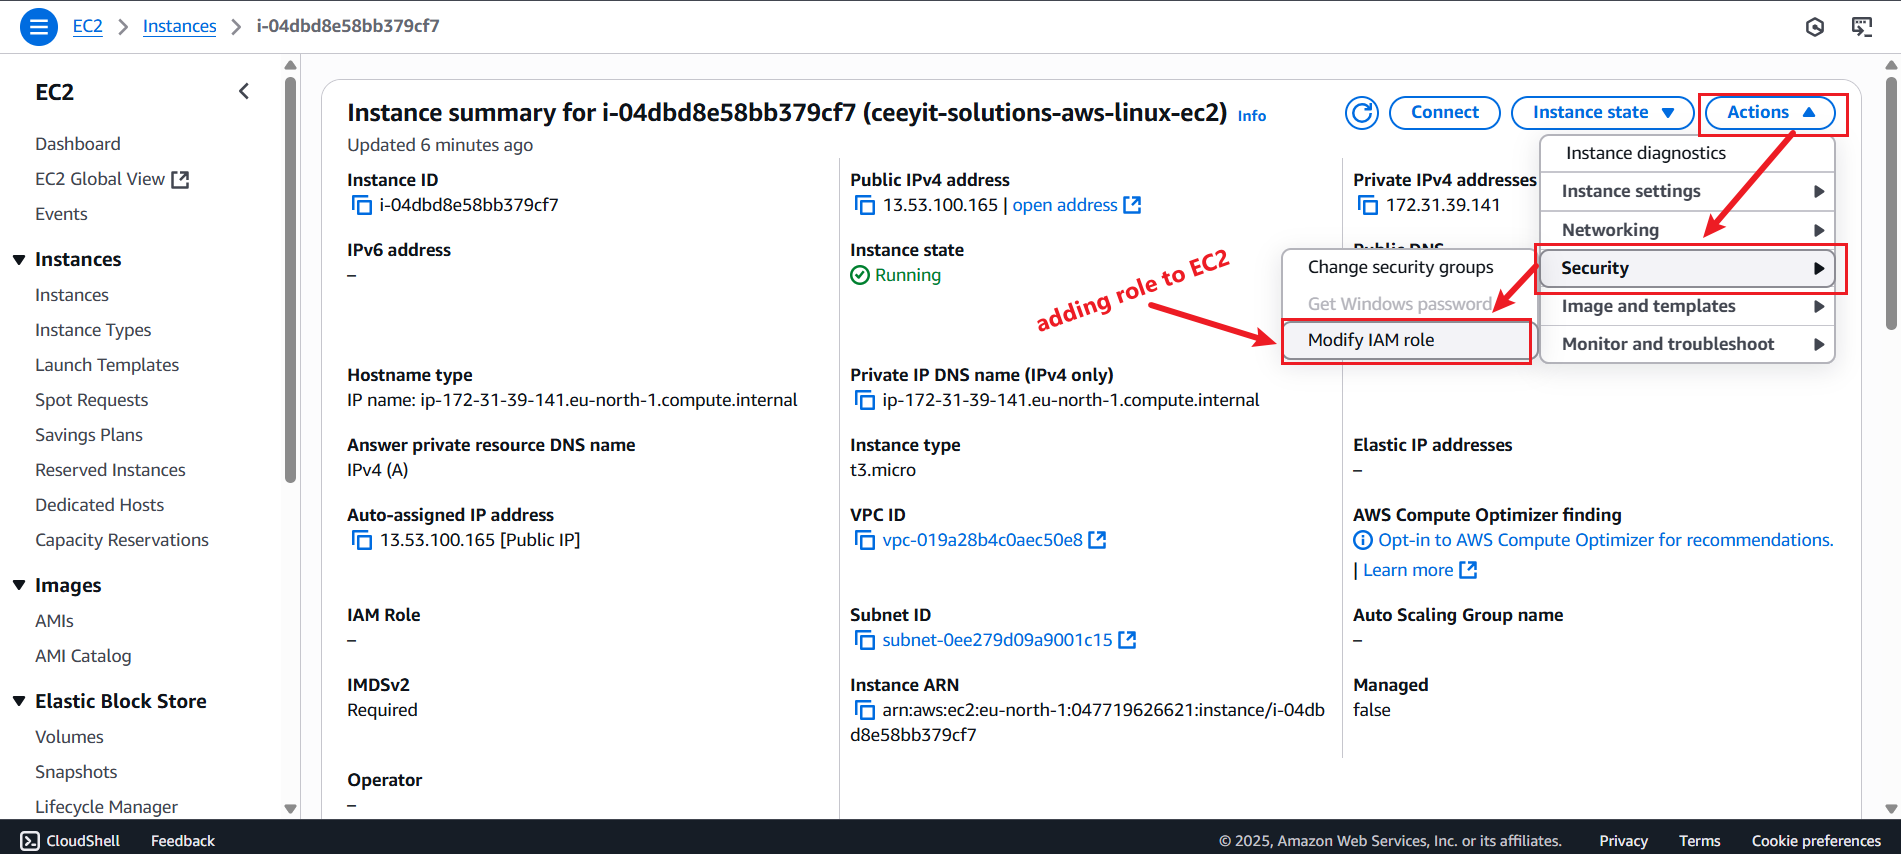 EC2 > Instances > i-04dbd8e58bb379cf7
EC2
Dashboard
EC2 Global View
Events
Instances
Instances
Instance Types
Launch Templates
Spot Requests
Savings Plans
Reserved Instances
Dedicated Hosts
Capacity Reservations
Images
AMIs
AMI Catalog
Elastic Block Store
Volumes
Snapshots
Lifecycle Manager
Instance summary for i-04dbd8e58bb379cf7 (ceeyit-solutions-aws-linux-ec2) Info
Connect
Instance state
Actions
Updated 6 minutes ago
Instance diagnostics
Instance settings
Networking
Security
Image and templates
Monitor and troubleshoot
Change security groups
Get Windows password
Modify IAM role
adding role to EC2
Instance ID
i-04dbd8e58bb379cf7
Public IPv4 address
13.53.100.165 | open address
Private IPv4 addresses
172.31.39.141
IPv6 address
–
Instance state
Running
Public DNS
Hostname type
IP name: ip-172-31-39-141.eu-north-1.compute.internal
Private IP DNS name (IPv4 only)
ip-172-31-39-141.eu-north-1.compute.internal
Answer private resource DNS name
IPv4 (A)
Instance type
t3.micro
Elastic IP addresses
–
Auto-assigned IP address
13.53.100.165 [Public IP]
VPC ID
vpc-019a28b4c0aec50e8
AWS Compute Optimizer finding
Opt-in to AWS Compute Optimizer for recommendations.
| Learn more
IAM Role
–
Subnet ID
subnet-0ee279d09a9001c15
Auto Scaling Group name
–
IMDSv2
Required
Instance ARN
arn:aws:ec2:eu-north-1:047719626621:instance/i-04db
d8e58bb379cf7
Managed
false
Operator
–
CloudShell
Feedback
© 2025, Amazon Web Services, Inc. or its affiliates.
Privacy
Terms
Cookie preferences